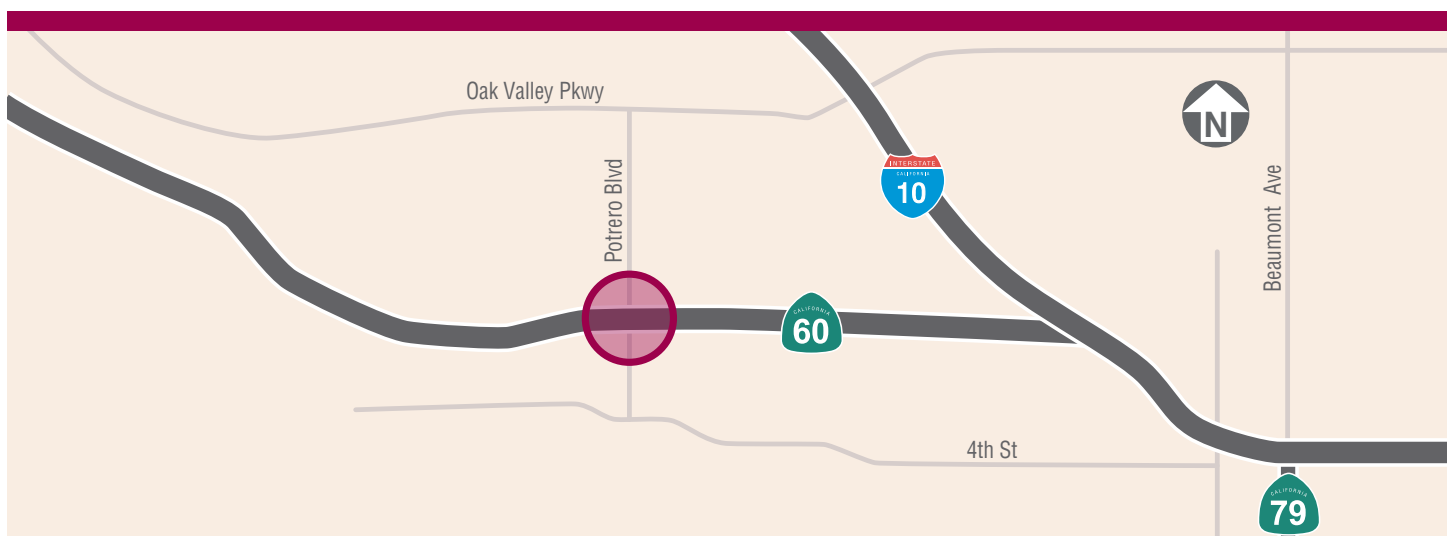 Oak Valley Pkwy
N
INTERSTATE
CALIFORNIA
10
Potrero Blvd
Beaumont Ave
CALIFORNIA
60
4th St
CALIFORNIA
79